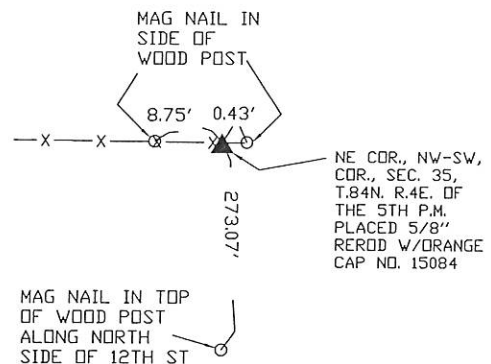 MAG NAIL IN
SIDE OF
WOOD POST
8.75'
0.43'
X
X
X
X
NE COR., NW-SW,
COR., SEC. 35,
T.84N. R.4E. OF
THE 5TH P.M.
PLACED 5/8"
REROD W/ORANGE
CAP NO. 15084
273.07'
MAG NAIL IN TOP
OF WOOD POST
ALONG NORTH
SIDE OF 12TH ST